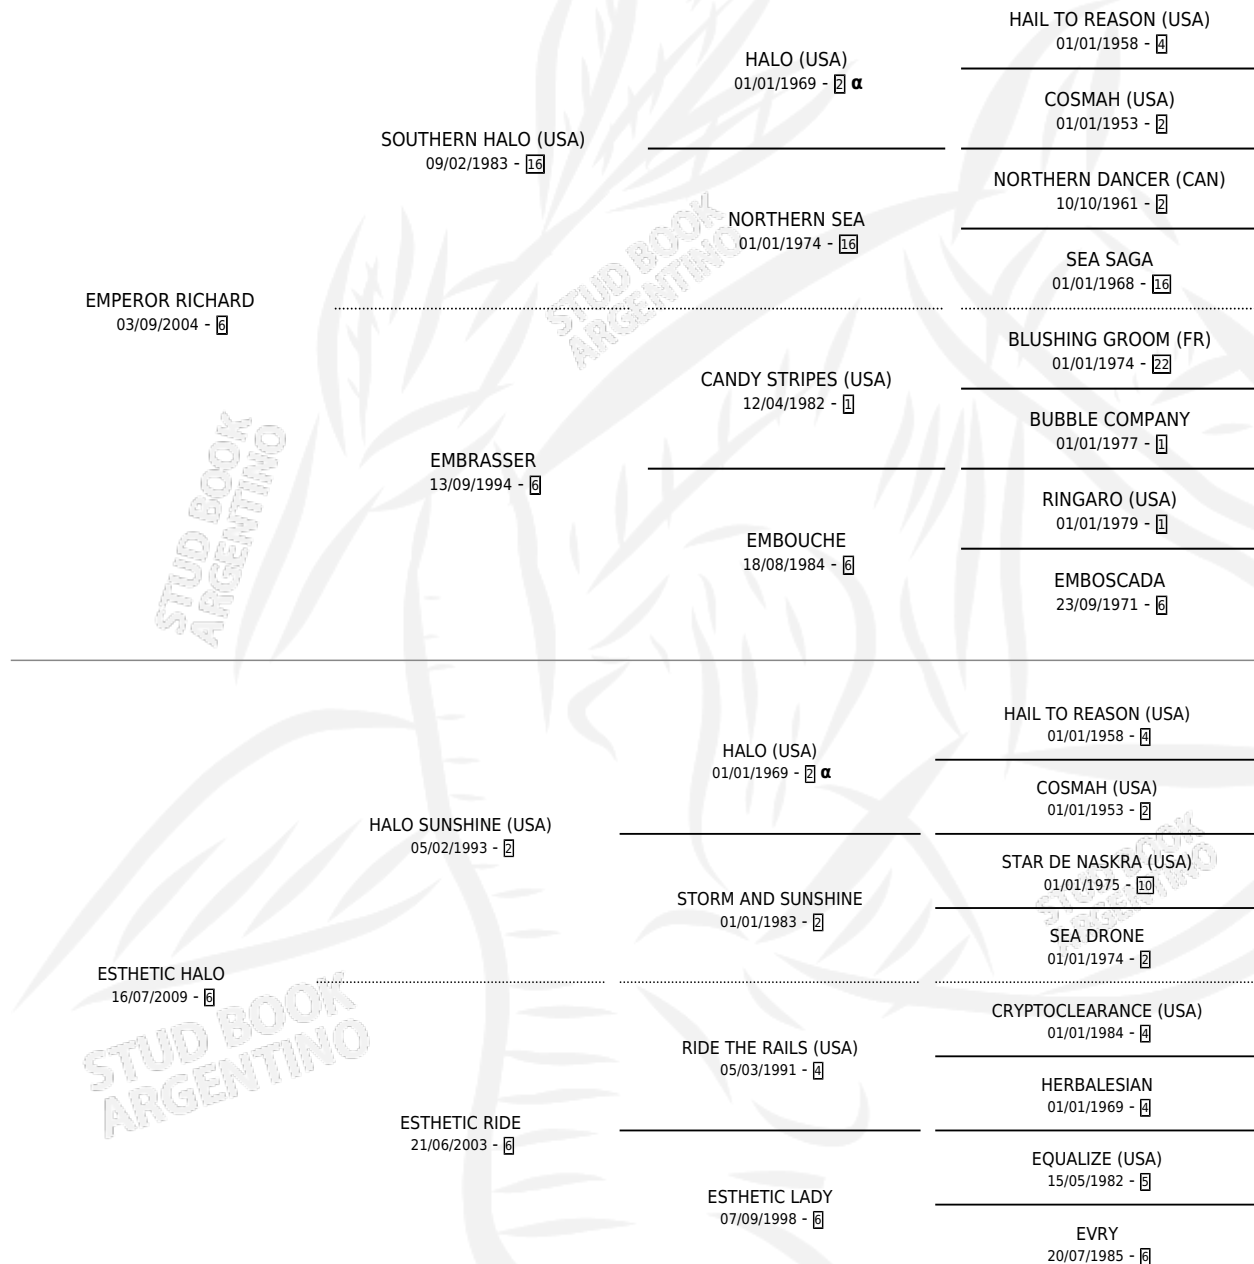 HAIL TO REASON (USA)
01/01/1958 - 4
HALO (USA)
01/01/1969 - 2 α
COSMAH (USA)
01/01/1953 - 2
SOUTHERN HALO (USA)
09/02/1983 - 16
NORTHERN DANCER (CAN)
10/10/1961 - 2
NORTHERN SEA
01/01/1974 - 16
SEA SAGA
01/01/1968 - 16
EMPEROR RICHARD
03/09/2004 - 6
BLUSHING GROOM (FR)
01/01/1974 - 22
CANDY STRIPES (USA)
12/04/1982 - 1
BUBBLE COMPANY
01/01/1977 - 1
EMBRASSER
13/09/1994 - 6
RINGARO (USA)
01/01/1979 - 1
EMBOUCHE
18/08/1984 - 6
EMBOSCADA
23/09/1971 - 6
STUD BOOK
ARGENTINO
STUD BOOK
ARGENTINO
HAIL TO REASON (USA)
01/01/1958 - 4
HALO (USA)
01/01/1969 - 2 α
COSMAH (USA)
01/01/1953 - 2
HALO SUNSHINE (USA)
05/02/1993 - 2
STAR DE NASKRA (USA)
01/01/1975 - 10
STORM AND SUNSHINE
01/01/1983 - 2
SEA DRONE
01/01/1974 - 2
ESTHETIC HALO
16/07/2009 - 6
CRYPTOCLEARANCE (USA)
01/01/1984 - 4
RIDE THE RAILS (USA)
05/03/1991 - 4
HERBALESIAN
01/01/1969 - 4
ESTHETIC RIDE
21/06/2003 - 6
EQUALIZE (USA)
15/05/1982 - 5
ESTHETIC LADY
07/09/1998 - 6
EVRY
20/07/1985 - 6
STUD BOOK
ARGENTINO
STUD BOOK
ARGENTINO